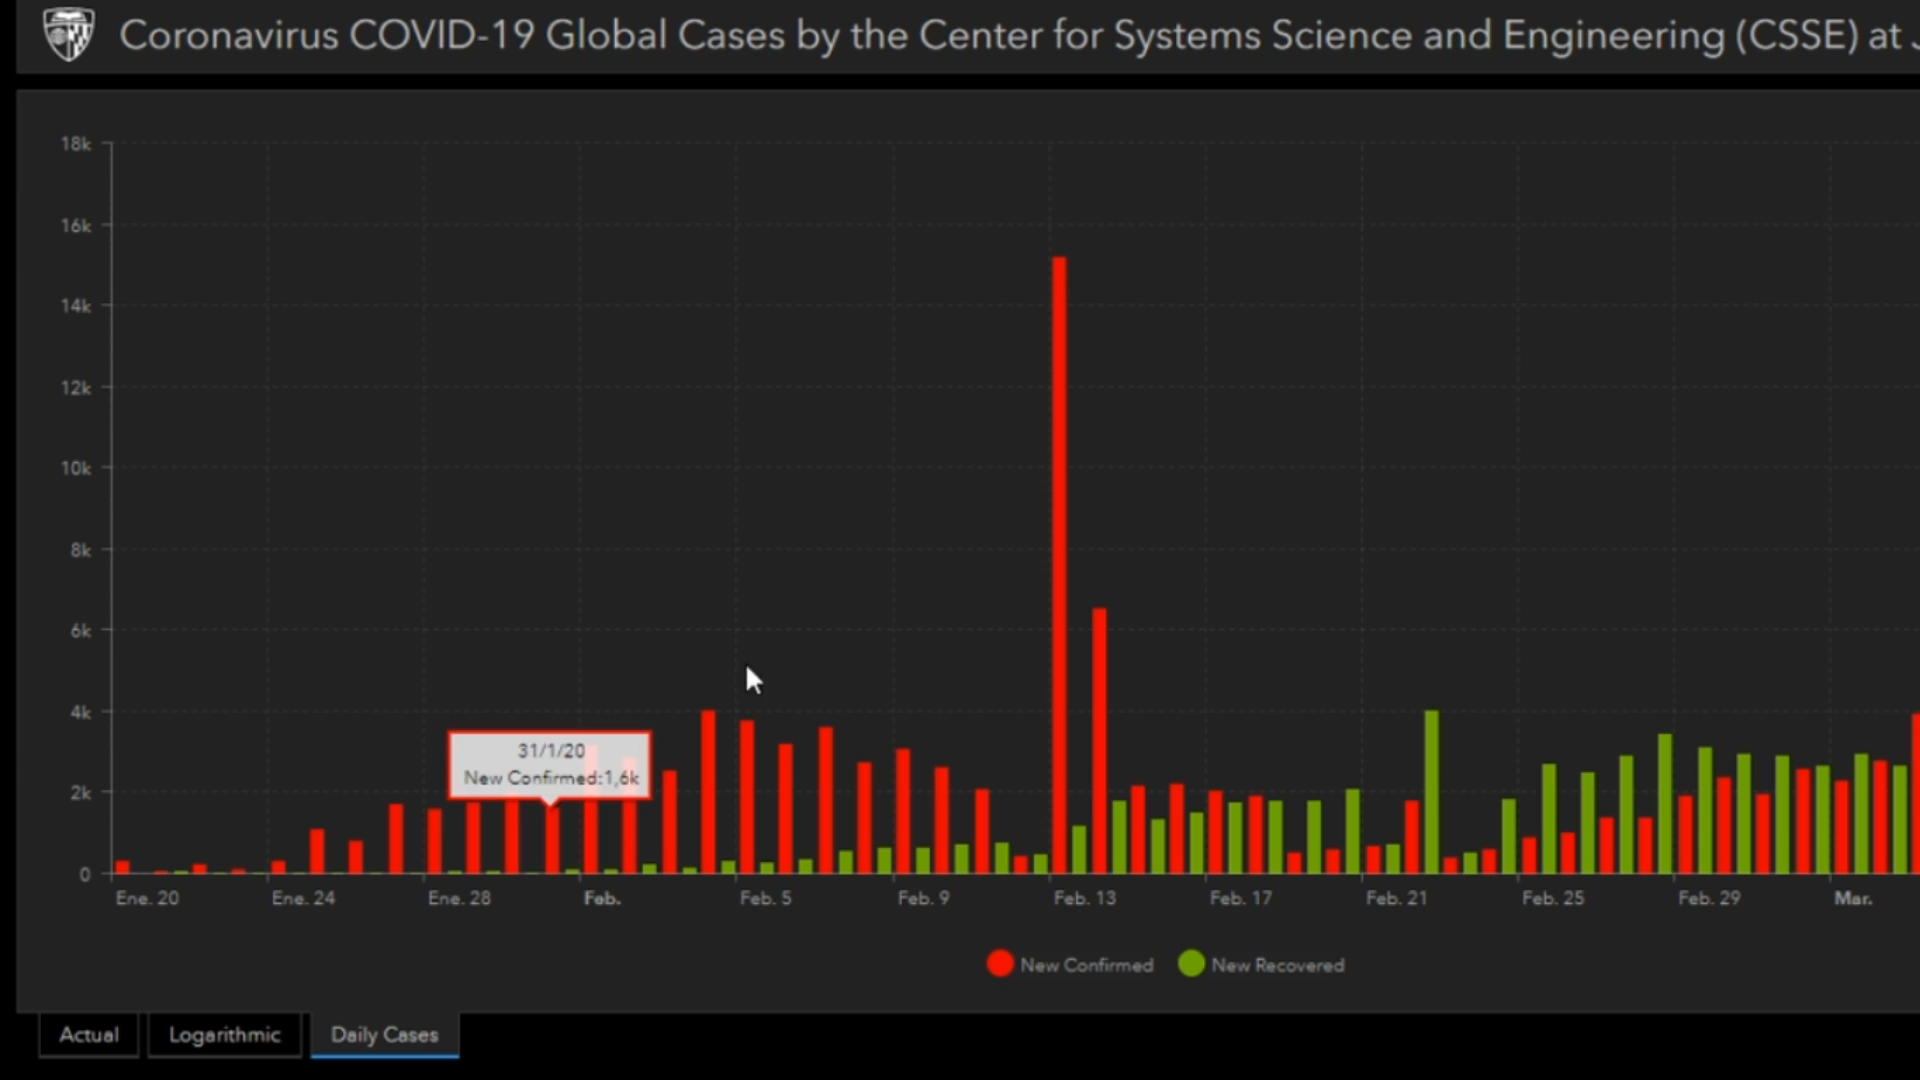 Coronavirus COVID-19 Global Cases by the Center for Systems Science and Engineering (CSSE) at J
18k
16k
14k
12k
10k
8k
6k
4k
2k
0
31/1/20
New Confirmed:1,6k
Ene. 20 Ene. 24 Ene. 28 Feb. Feb. 5 Feb. 9 Feb. 13 Feb. 17 Feb. 21 Feb. 25 Feb. 29 Mar.
New Confirmed New Recovered
Actual Logarithmic Daily Cases